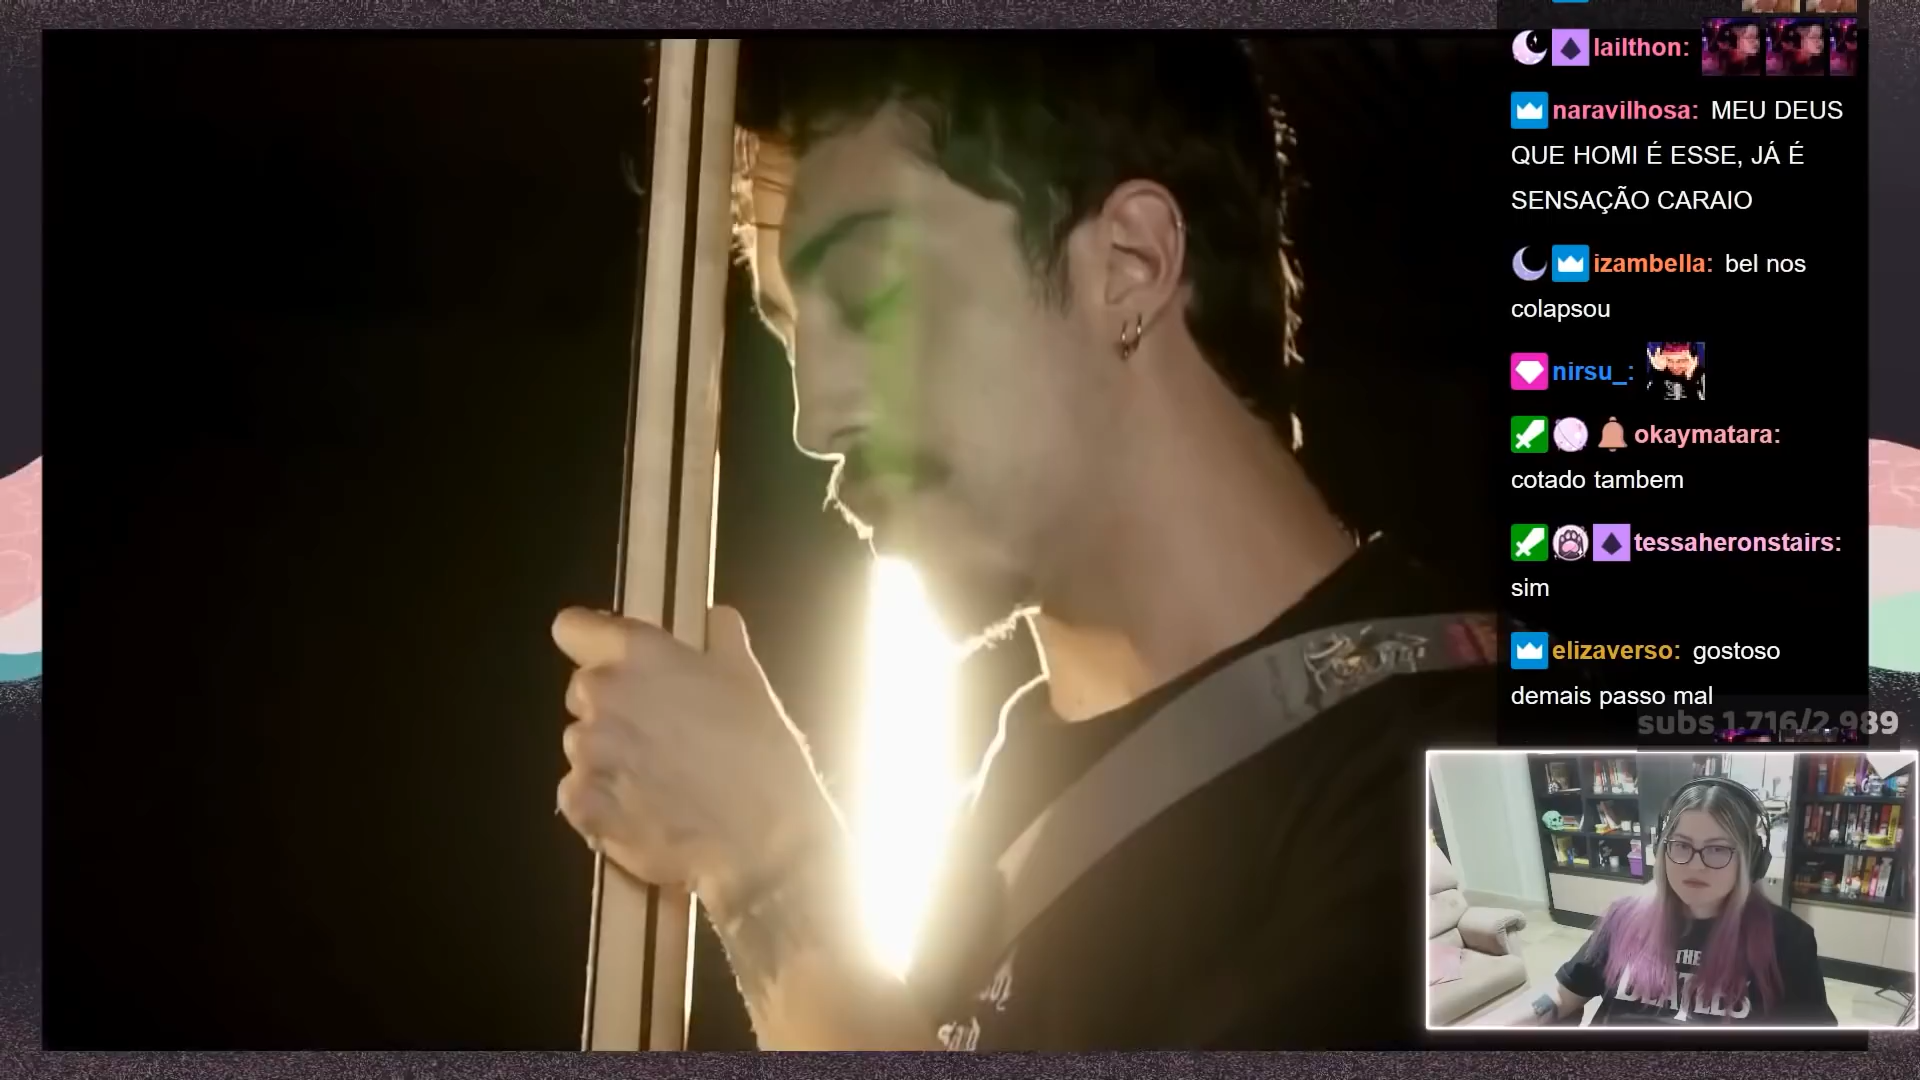 lailthon:
naravilhosa: MEU DEUS
QUE HOMI É ESSE, JÁ É
SENSAÇÃO CARAIO
izambella: bel nos
colapsou
nirsu_:
okaymatara:
cotado tambem
tessaheronstairs:
sim
elizaverso: gostoso
demais passo mal
subs 1.716/2.989
THE
BEATLES